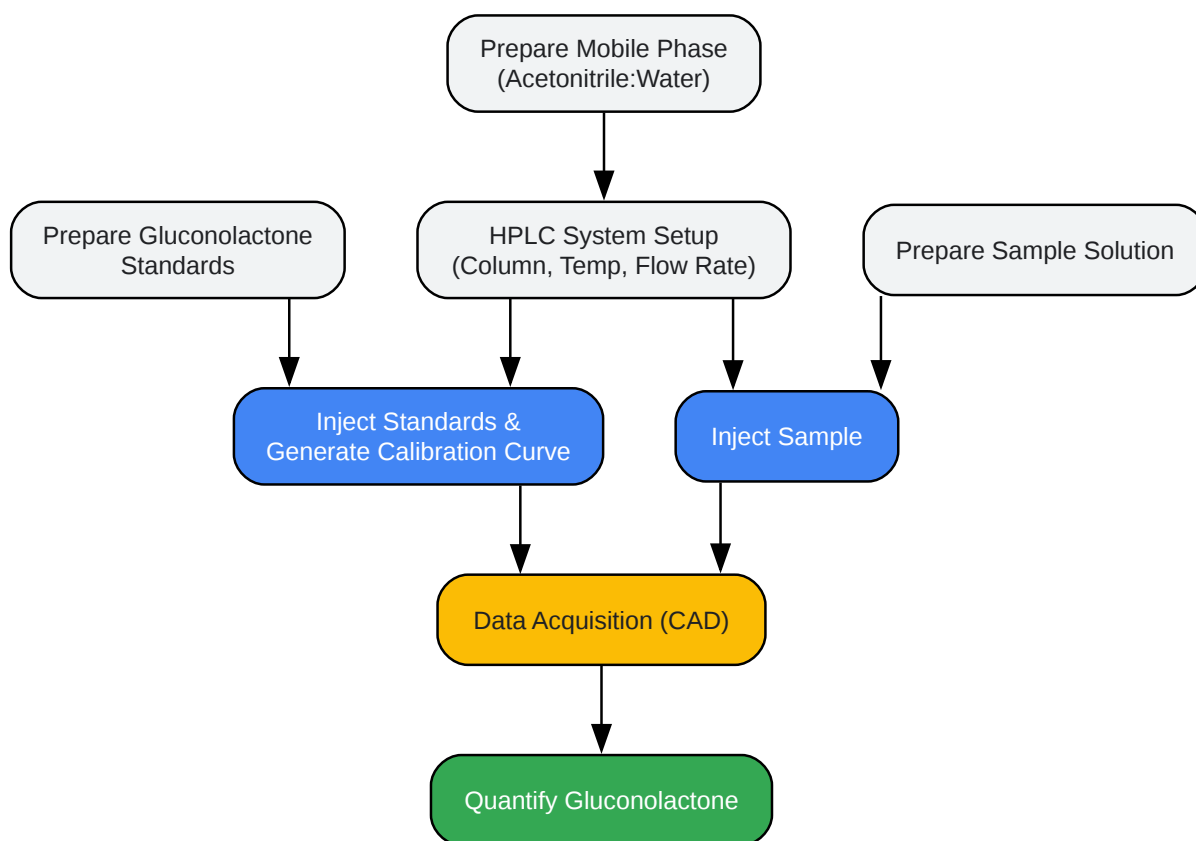 Prepare Mobile Phase
(Acetonitrile:Water)
Prepare Gluconolactone
Standards
HPLC System Setup
(Column, Temp, Flow Rate)
Prepare Sample Solution
Inject Standards &
Generate Calibration Curve
Inject Sample
Data Acquisition (CAD)
Quantify Gluconolactone